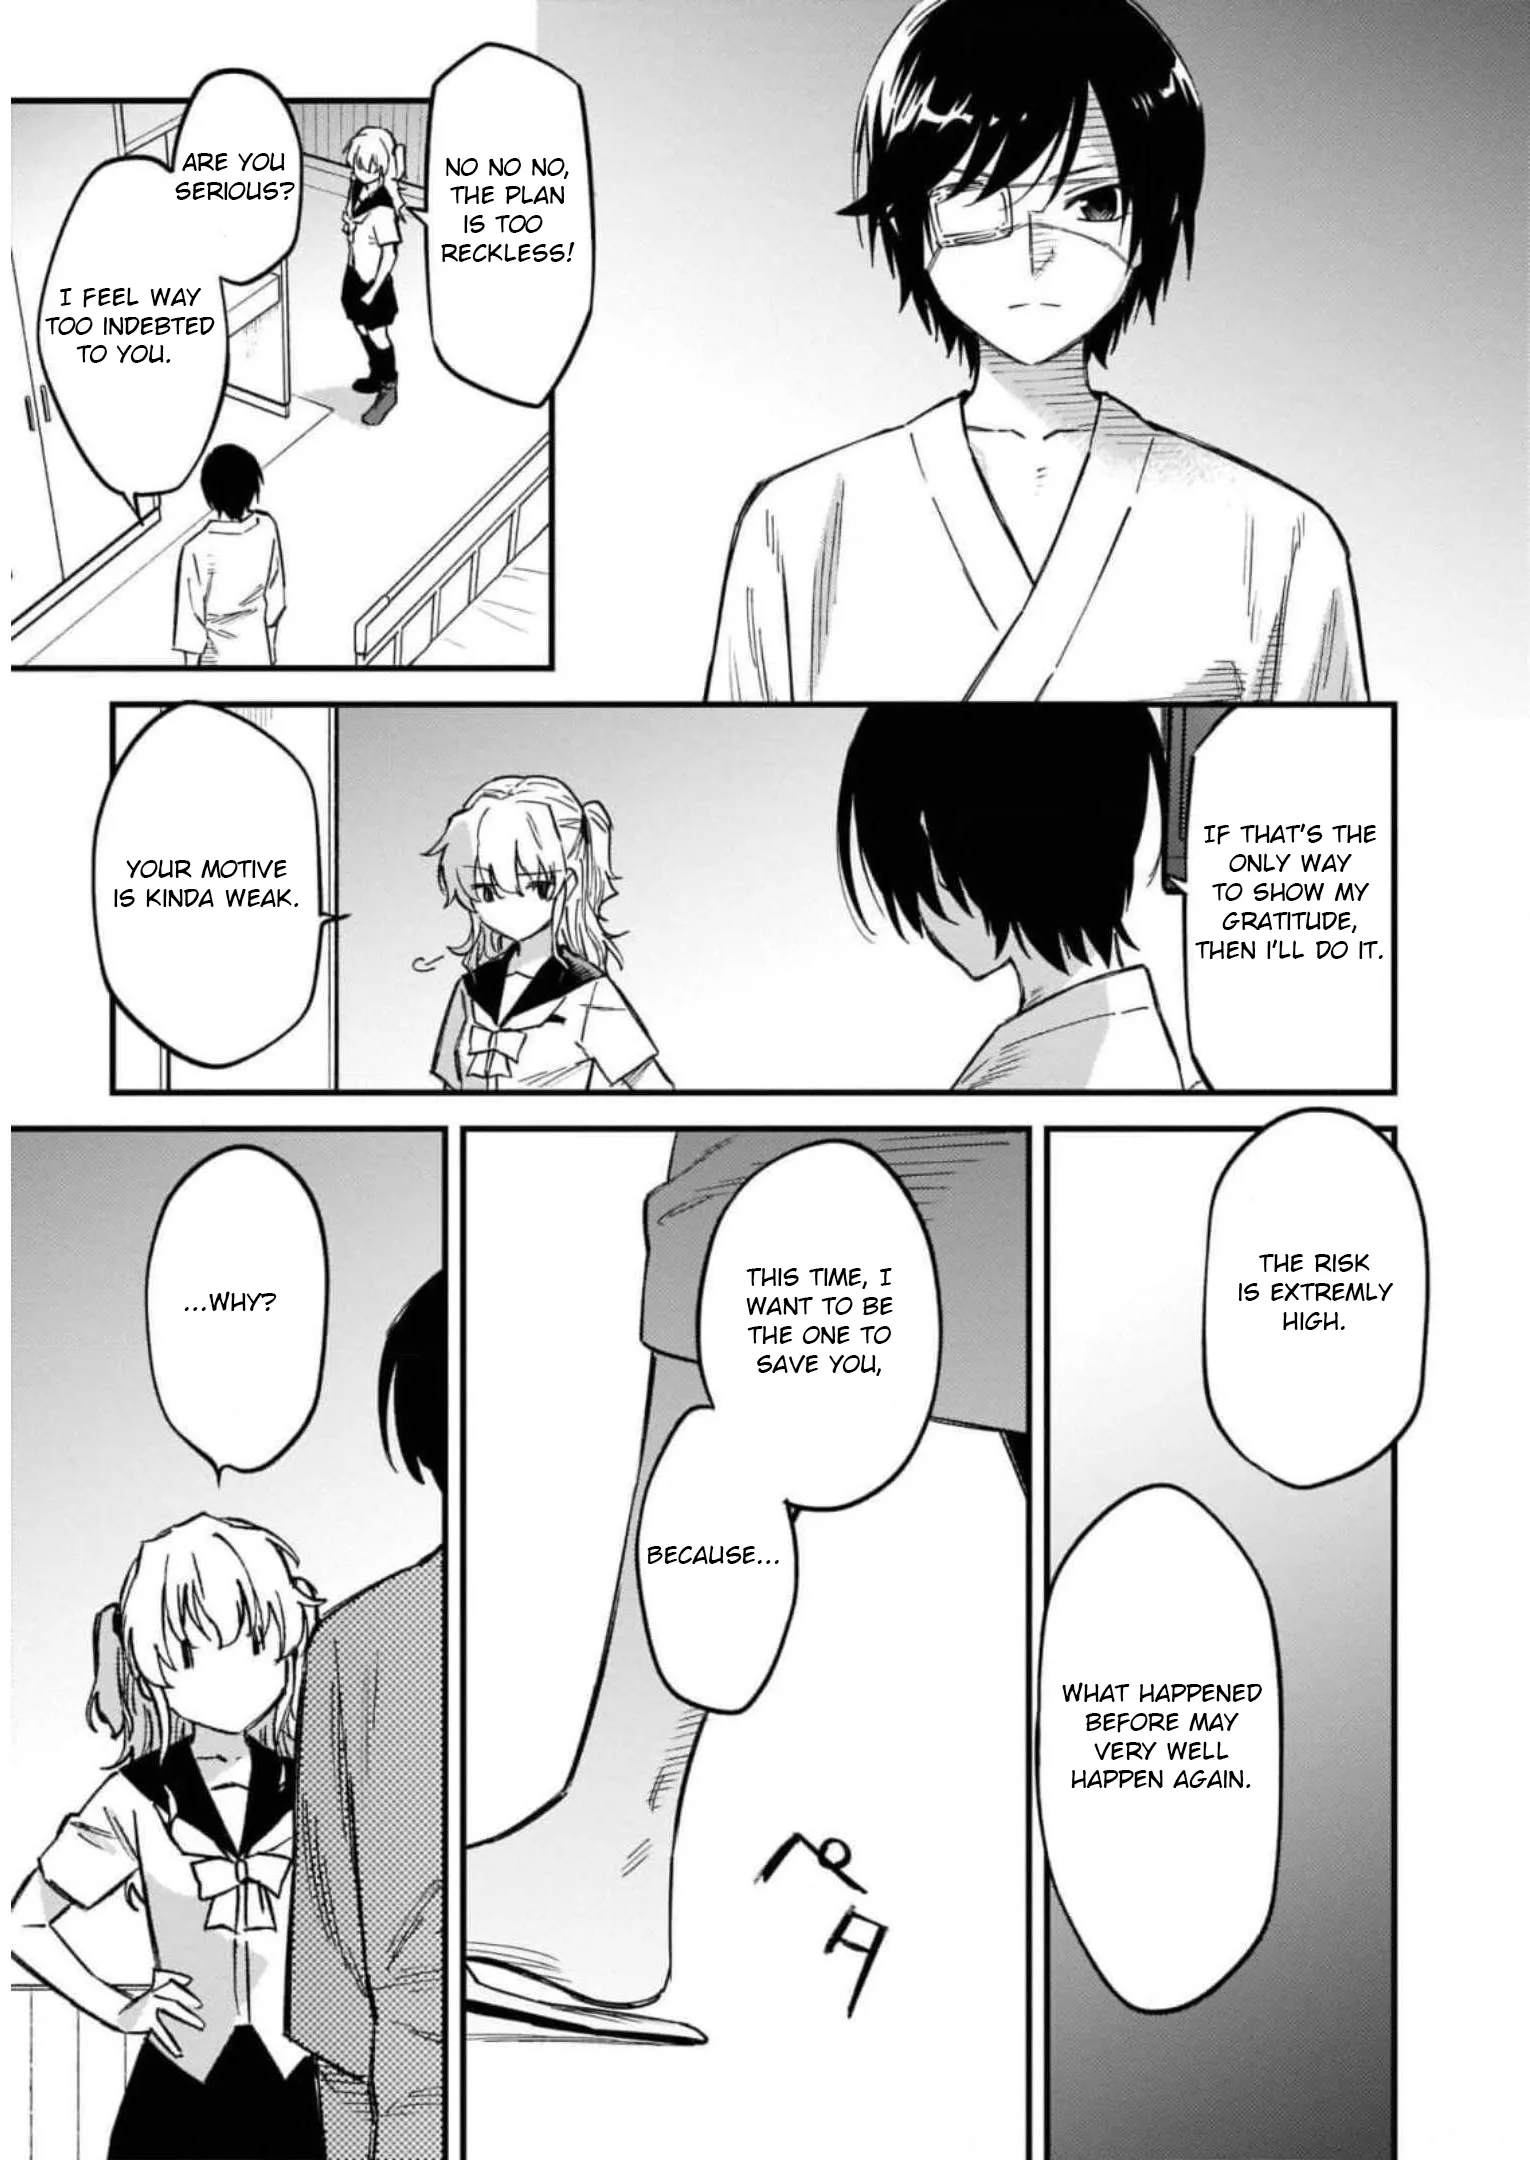 NO NO NO,
THE PLAN
IS TOO
RECKLESS!
ARE YOU
SERIOUS?
I FEEL WAY
TOO INDEBTED
TO YOU.
IF THAT'S THE
ONLY WAY
TO SHOW MY
GRATITUDE,
THEN I'LL DO IT.
YOUR MOTIVE
IS KINDA WEAK.
THE RISK
IS EXTREMLY
HIGH.
WHAT HAPPENED
BEFORE MAY
VERY WELL
HAPPEN AGAIN.
THIS TIME, I
WANT TO BE
THE ONE TO
SAVE YOU,
BECAUSE...
ペタ
...WHY?